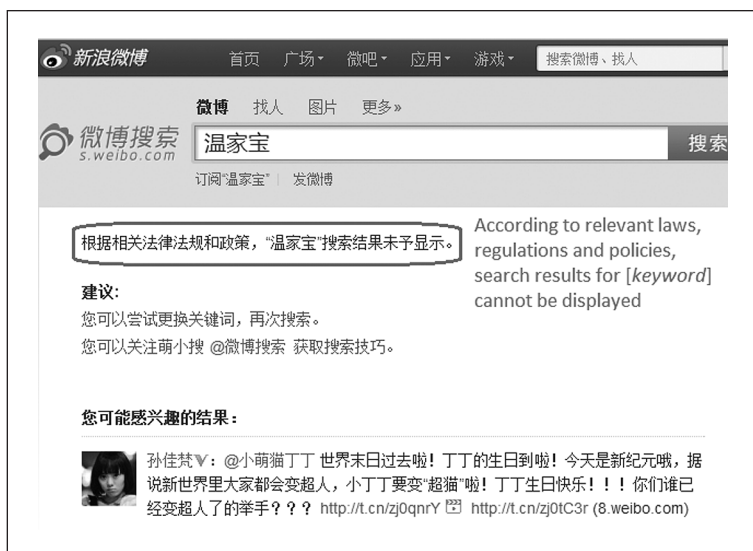 新浪微博 首页 广场 微吧 应用 游戏 搜索微博、找人
微博 找人 图片 更多»
微博搜索
s.weibo.com
温家宝 搜索
订阅“温家宝” 发微博
根据相关法律法规和政策，“温家宝”搜索结果未予显示。
According to relevant laws,
regulations and policies,
search results for [keyword]
cannot be displayed
建议:
您可以尝试更换关键词，再次搜索。
您可以关注萌小搜 @微博搜索 获取搜索技巧。
您可能感兴趣的结果：
孙佳梵V：@小萌猫丁丁 世界末日过去啦！丁丁的生日到啦！今天是新纪元哦，据
说新世界里大家都会变超人，小丁丁要变“超猫”啦！丁丁生日快乐！！！你们谁已
经变超人了的举手？？？ http://t.cn/zj0qnrY http://t.cn/zj0tC3r (8.weibo.com)